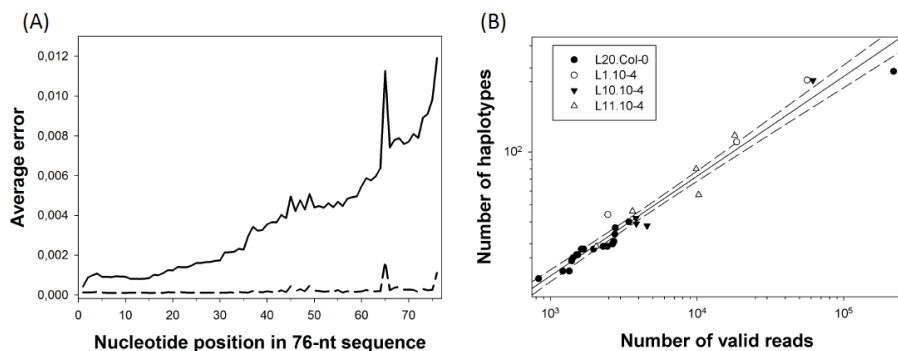 (A)
0,012
0,010
0,008
0,006
0,004
0,002
0,000
Average error
0 10 20 30 40 50 60 70
Nucleotide position in 76-nt sequence
(B)
L20.Col-0
L1.10-4
L10.10-4
L11.10-4
10²
Number of haplotypes
10³ 10⁴ 10⁵
Number of valid reads